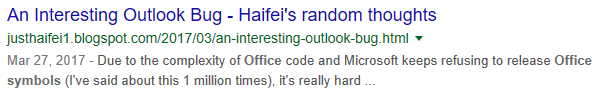 An Interesting Outlook Bug - Haifei's random thoughts
justhaifei1.blogspot.com/2017/03/an-interesting-outlook-bug.html
Mar 27, 2017 - Due to the complexity of Office code and Microsoft keeps refusing to release Office
symbols (I've said about this 1 million times), it's really hard ...